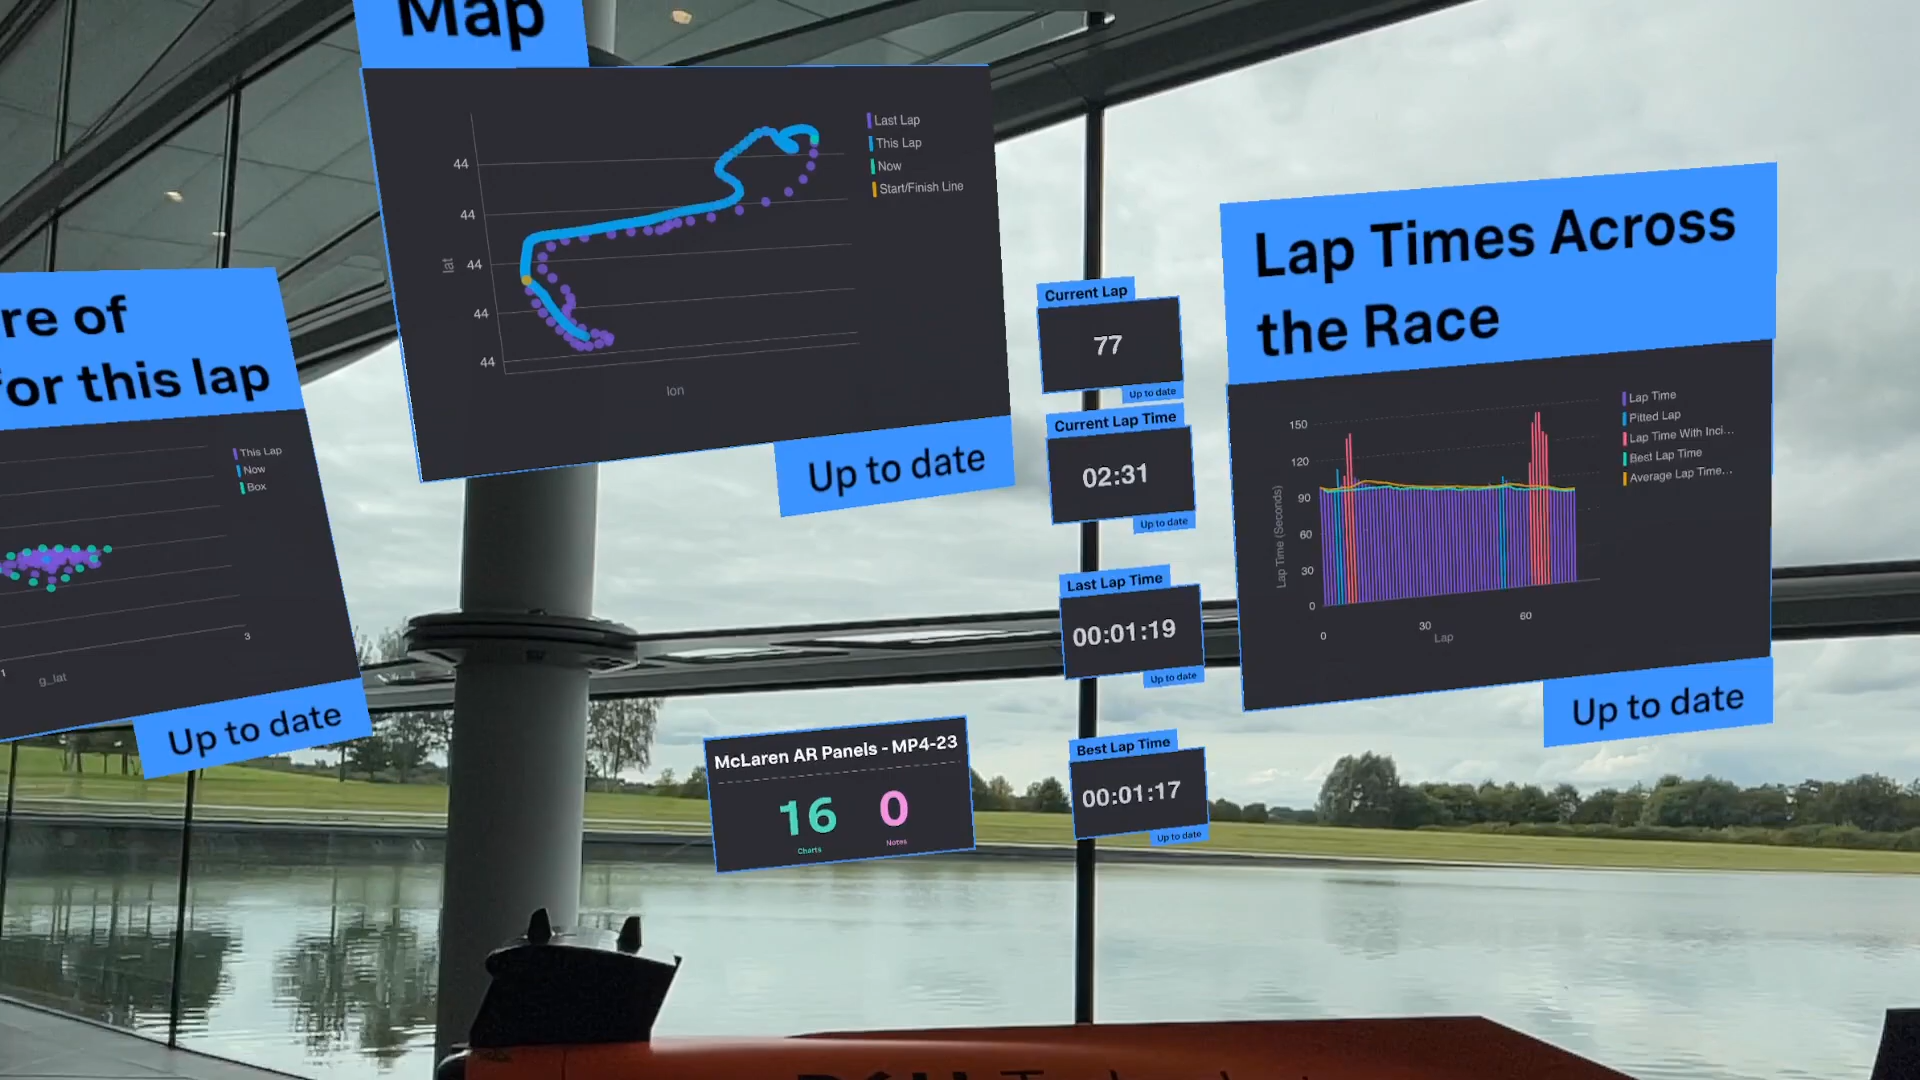 Map
Last Lap
This Lap
Now
Start/Finish Line
44
44
44
44
44
lat
lon
Up to date
re of
for this lap
This Lap
Now
Box
1
3
g_lat
Up to date
Current Lap
77
Up to date
Current Lap Time
02:31
Up to date
Last Lap Time
00:01:19
Up to date
Best Lap Time
00:01:17
Up to date
McLaren AR Panels - MP4-23
16
0
Charts
Notes
Lap Times Across
the Race
Lap Time
Pitted Lap
Lap Time With Inci...
Best Lap Time
Average Lap Time...
150
120
90
60
30
0
Lap Time (Seconds)
0
30
60
Lap
Up to date